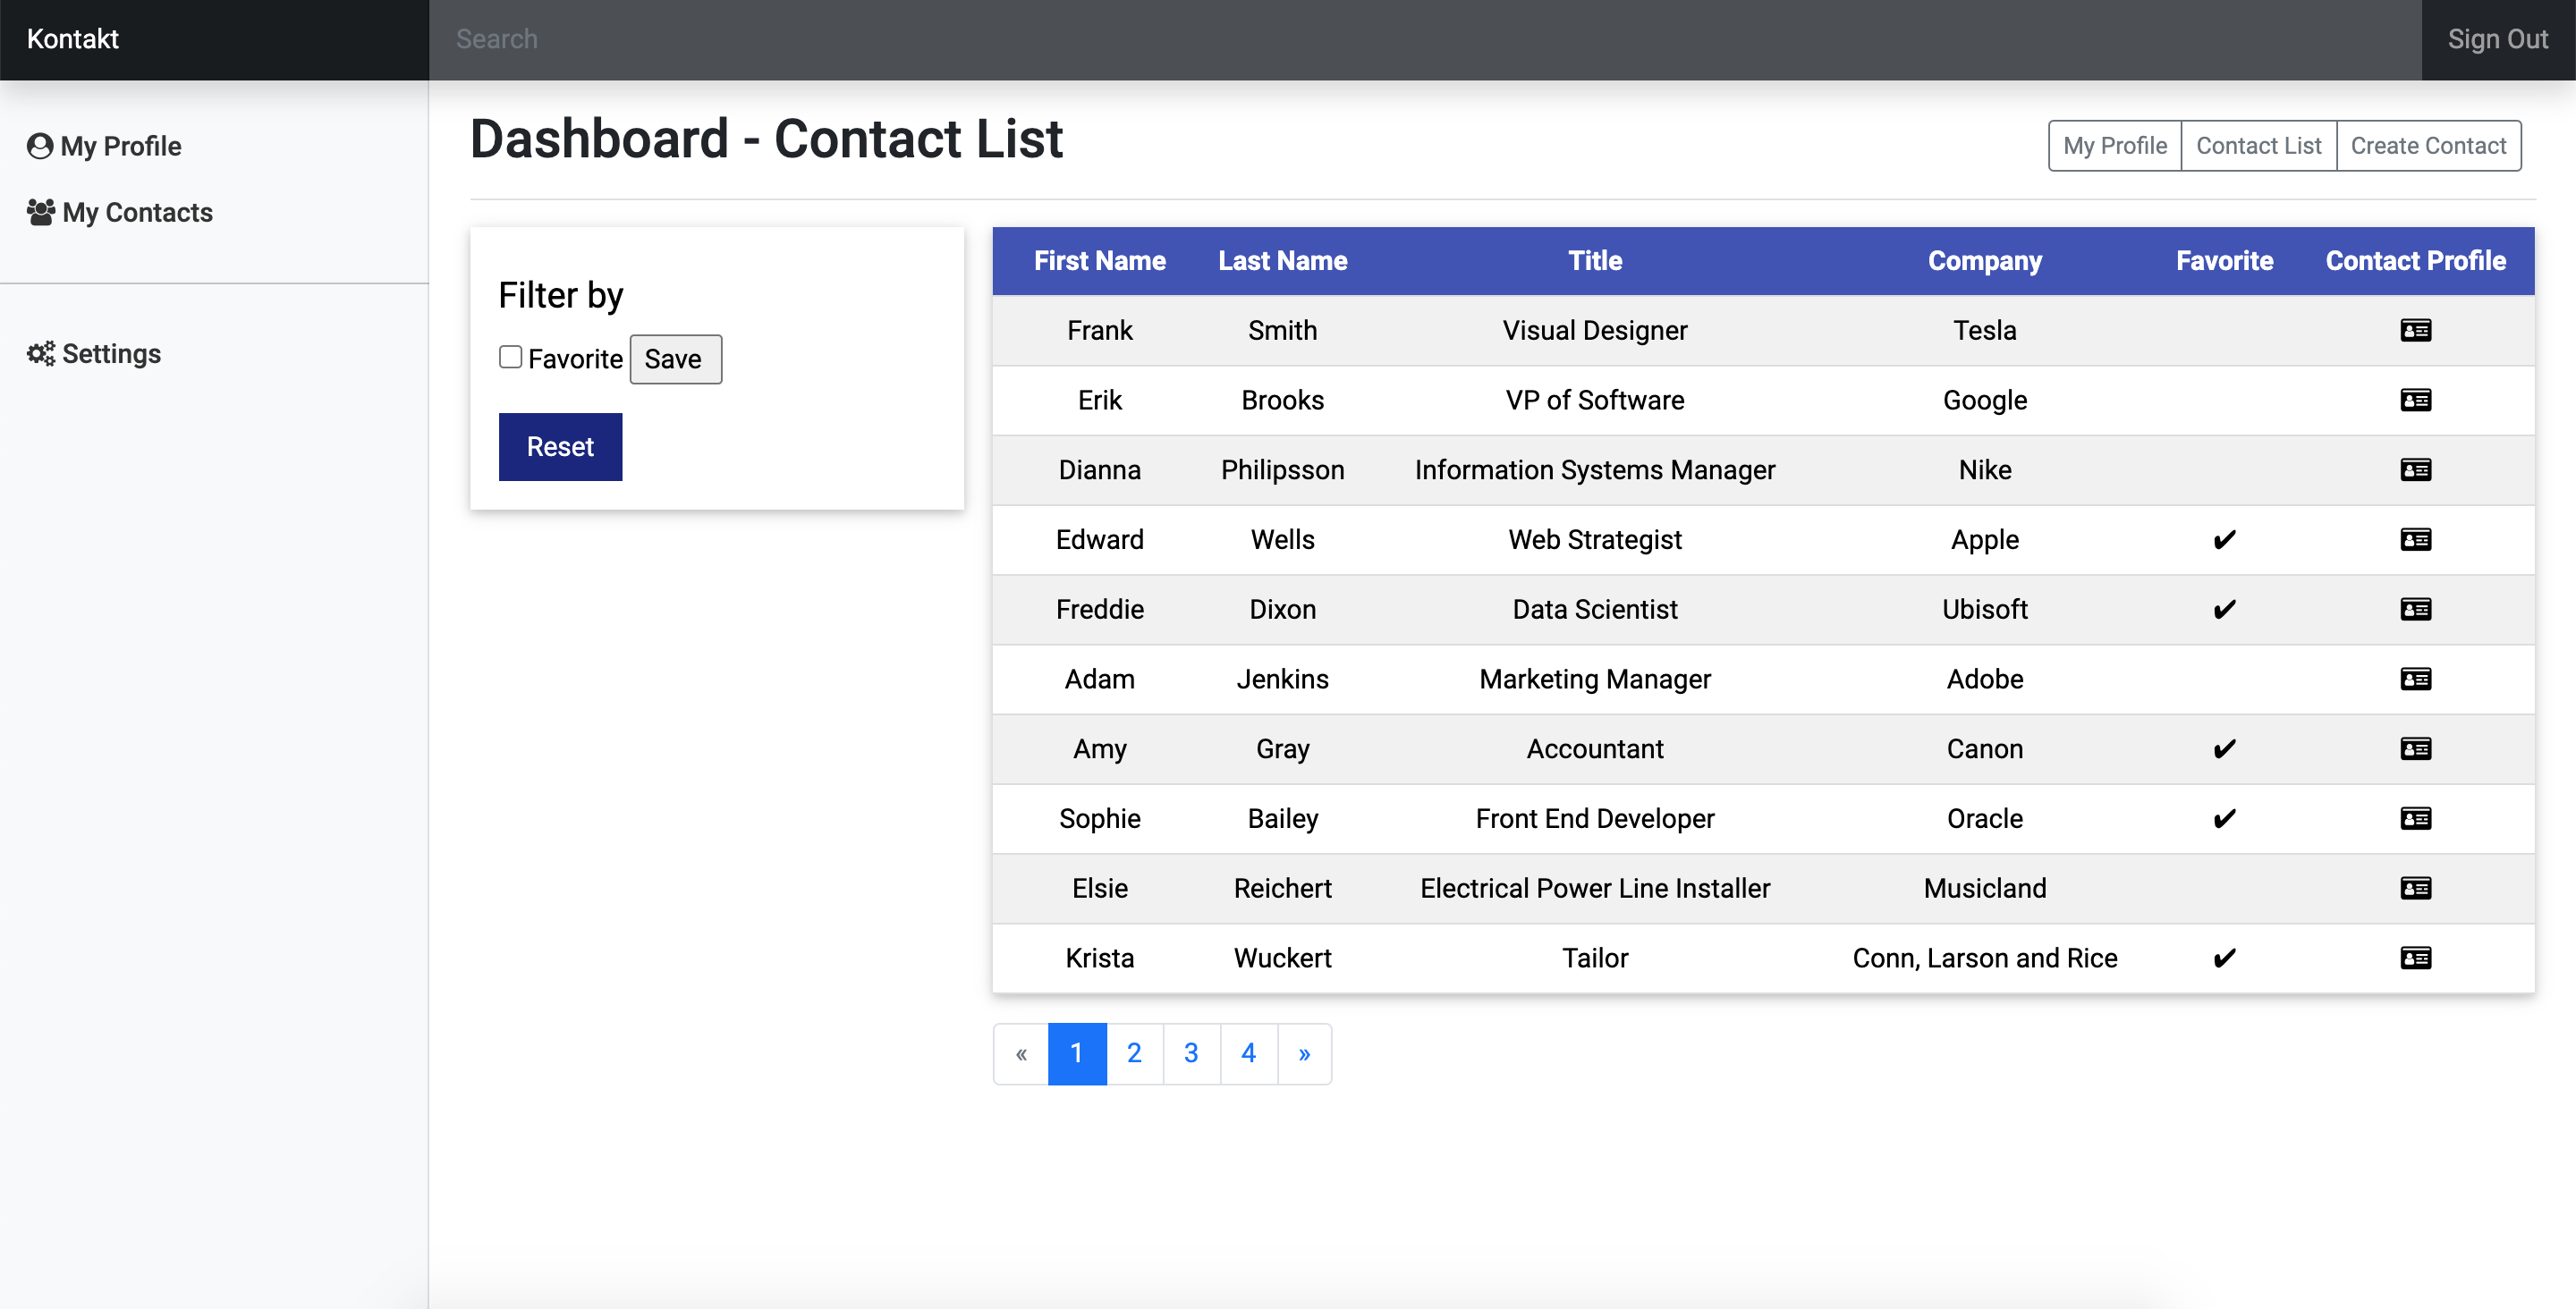 Kontakt Search Sign Out
My Profile
My Contacts
Settings
Dashboard - Contact List
My Profile Contact List Create Contact
Filter by
Favorite Save
Reset
First Name Last Name Title Company Favorite Contact Profile
Frank Smith Visual Designer Tesla
Erik Brooks VP of Software Google
Dianna Philipsson Information Systems Manager Nike
Edward Wells Web Strategist Apple ✔
Freddie Dixon Data Scientist Ubisoft ✔
Adam Jenkins Marketing Manager Adobe
Amy Gray Accountant Canon ✔
Sophie Bailey Front End Developer Oracle ✔
Elsie Reichert Electrical Power Line Installer Musicland
Krista Wuckert Tailor Conn, Larson and Rice ✔
« 1 2 3 4 »